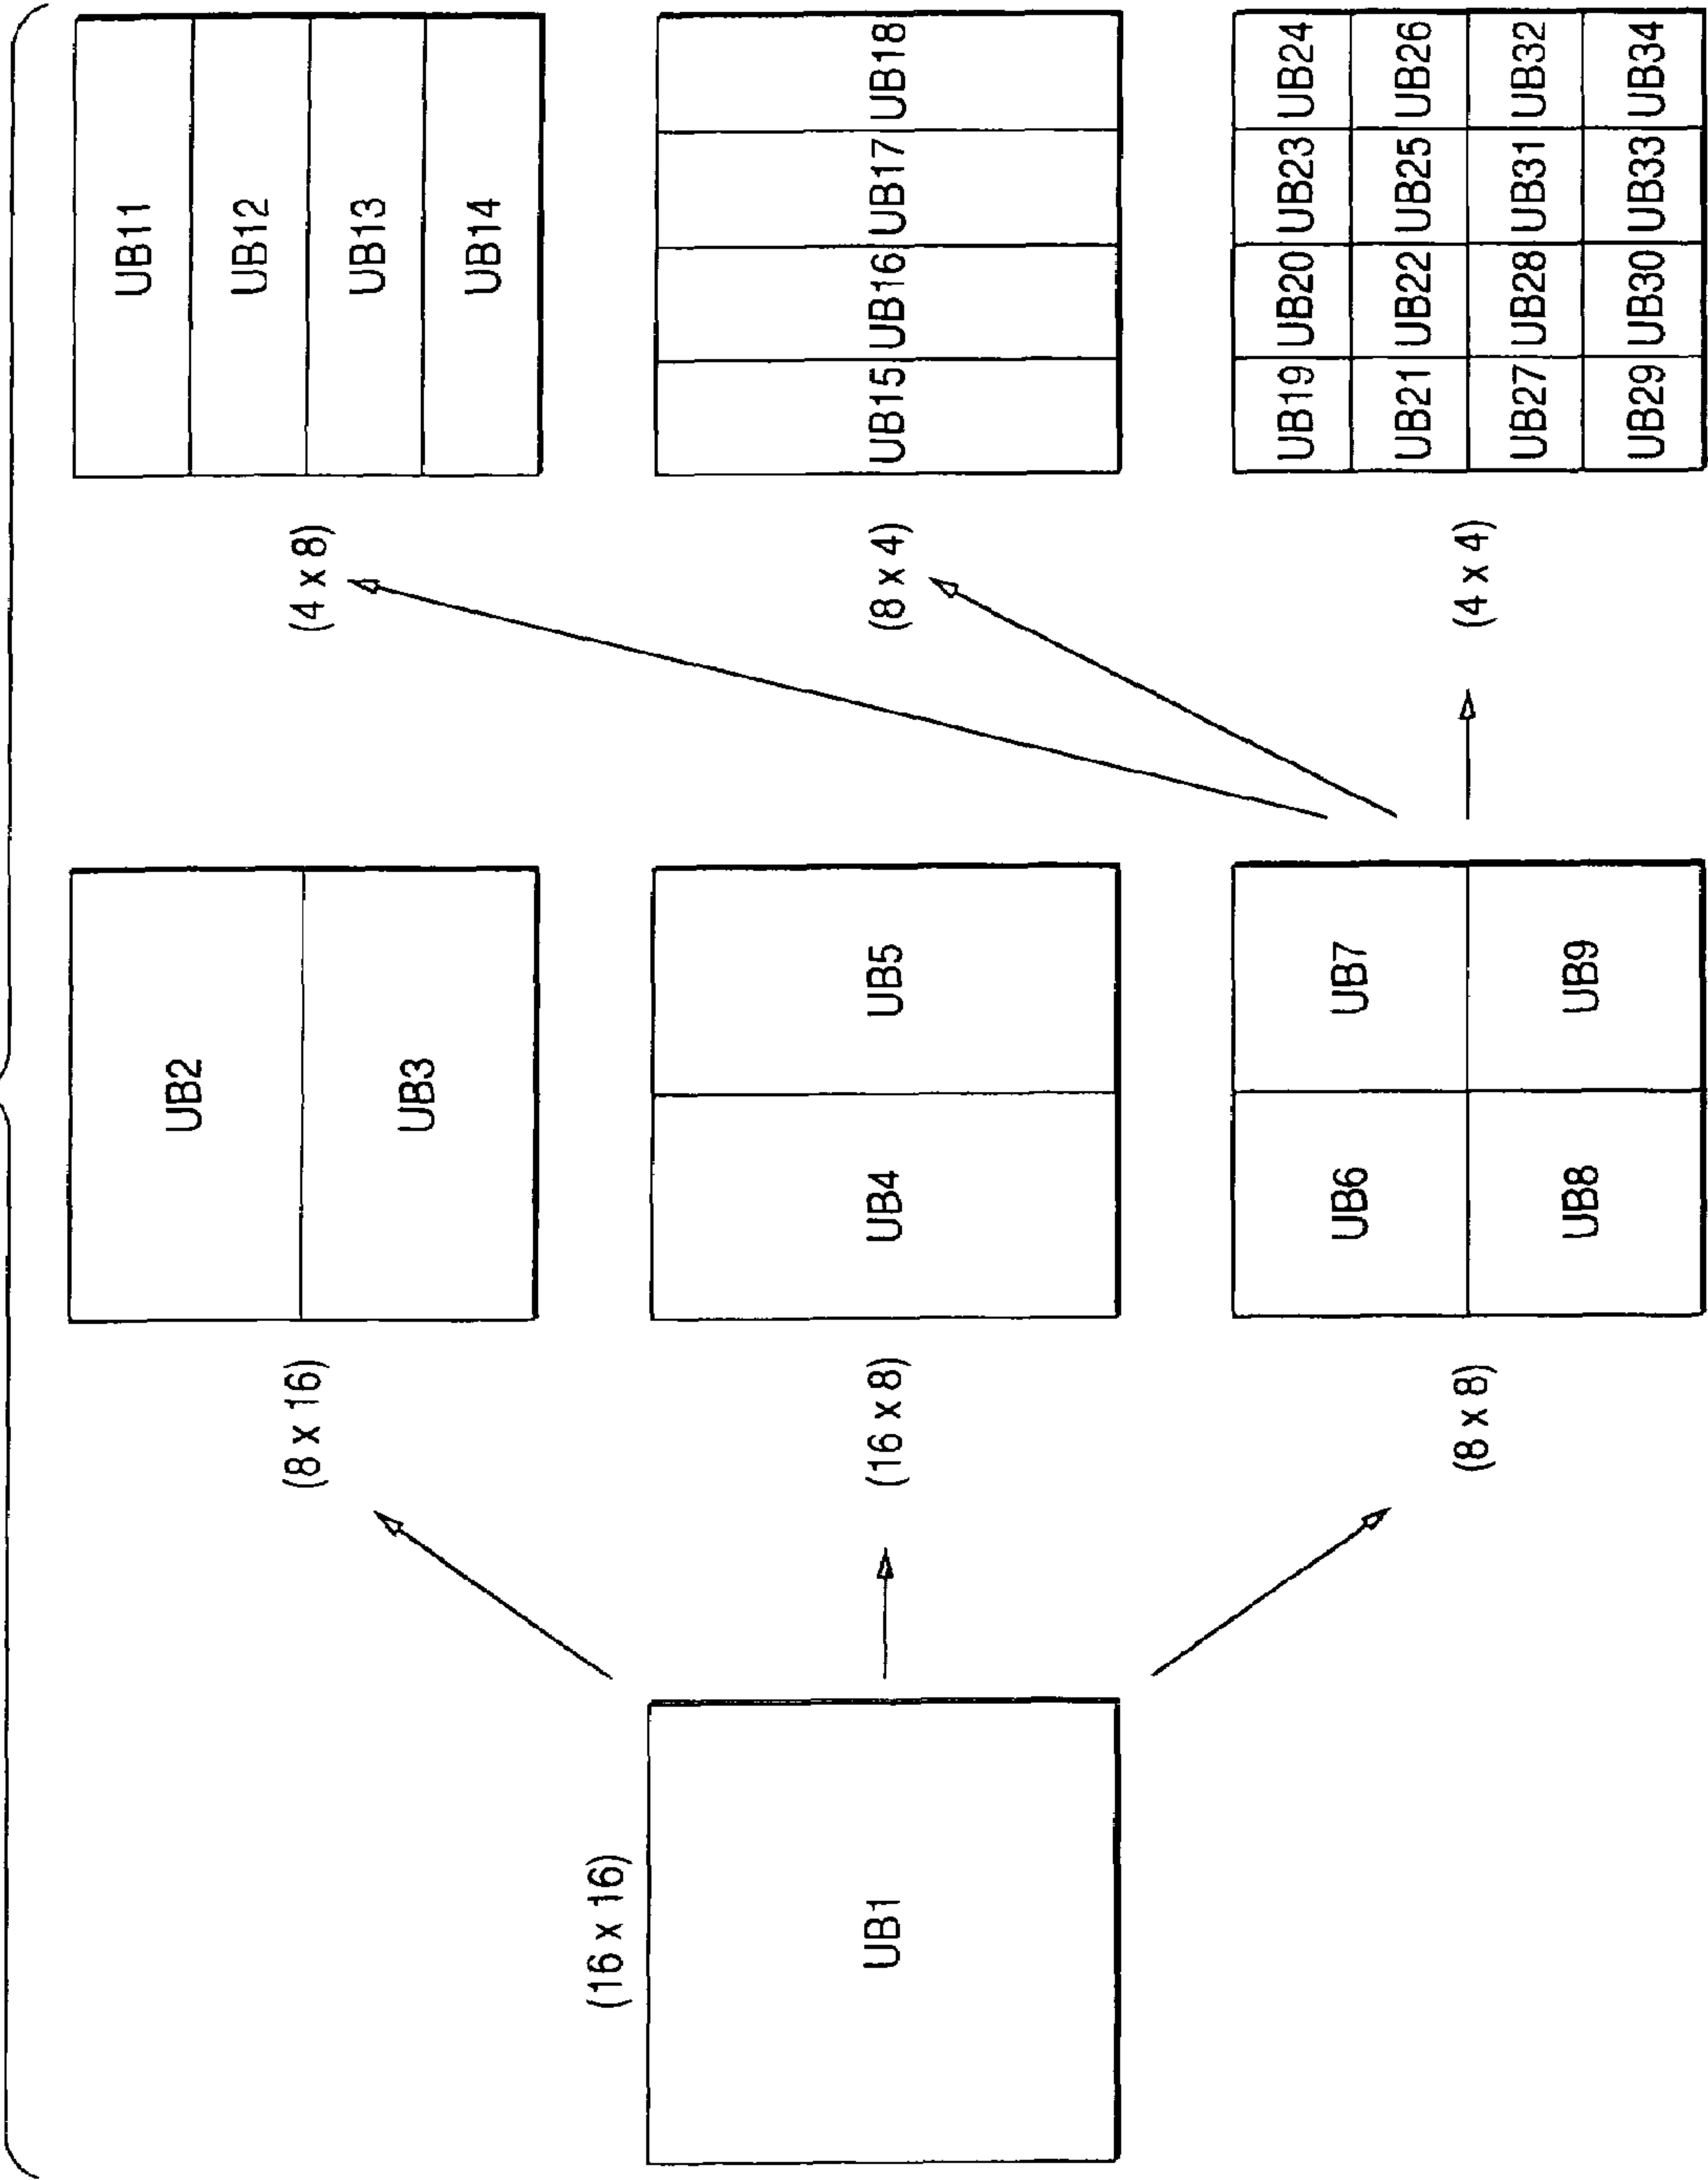 (16 x 16)
UB1
(8 x 16)
UB2
UB3
(16 x 8)
UB4 UB5
(8 x 8)
UB6 UB7
UB8 UB9
(4 x 8)
UB11
UB12
UB13
UB14
(8 x 4)
UB15 UB16 UB17 UB18
(4 x 4)
UB19 UB20 UB23 UB24
UB21 UB22 UB25 UB26
UB27 UB28 UB31 UB32
UB29 UB30 UB33 UB34